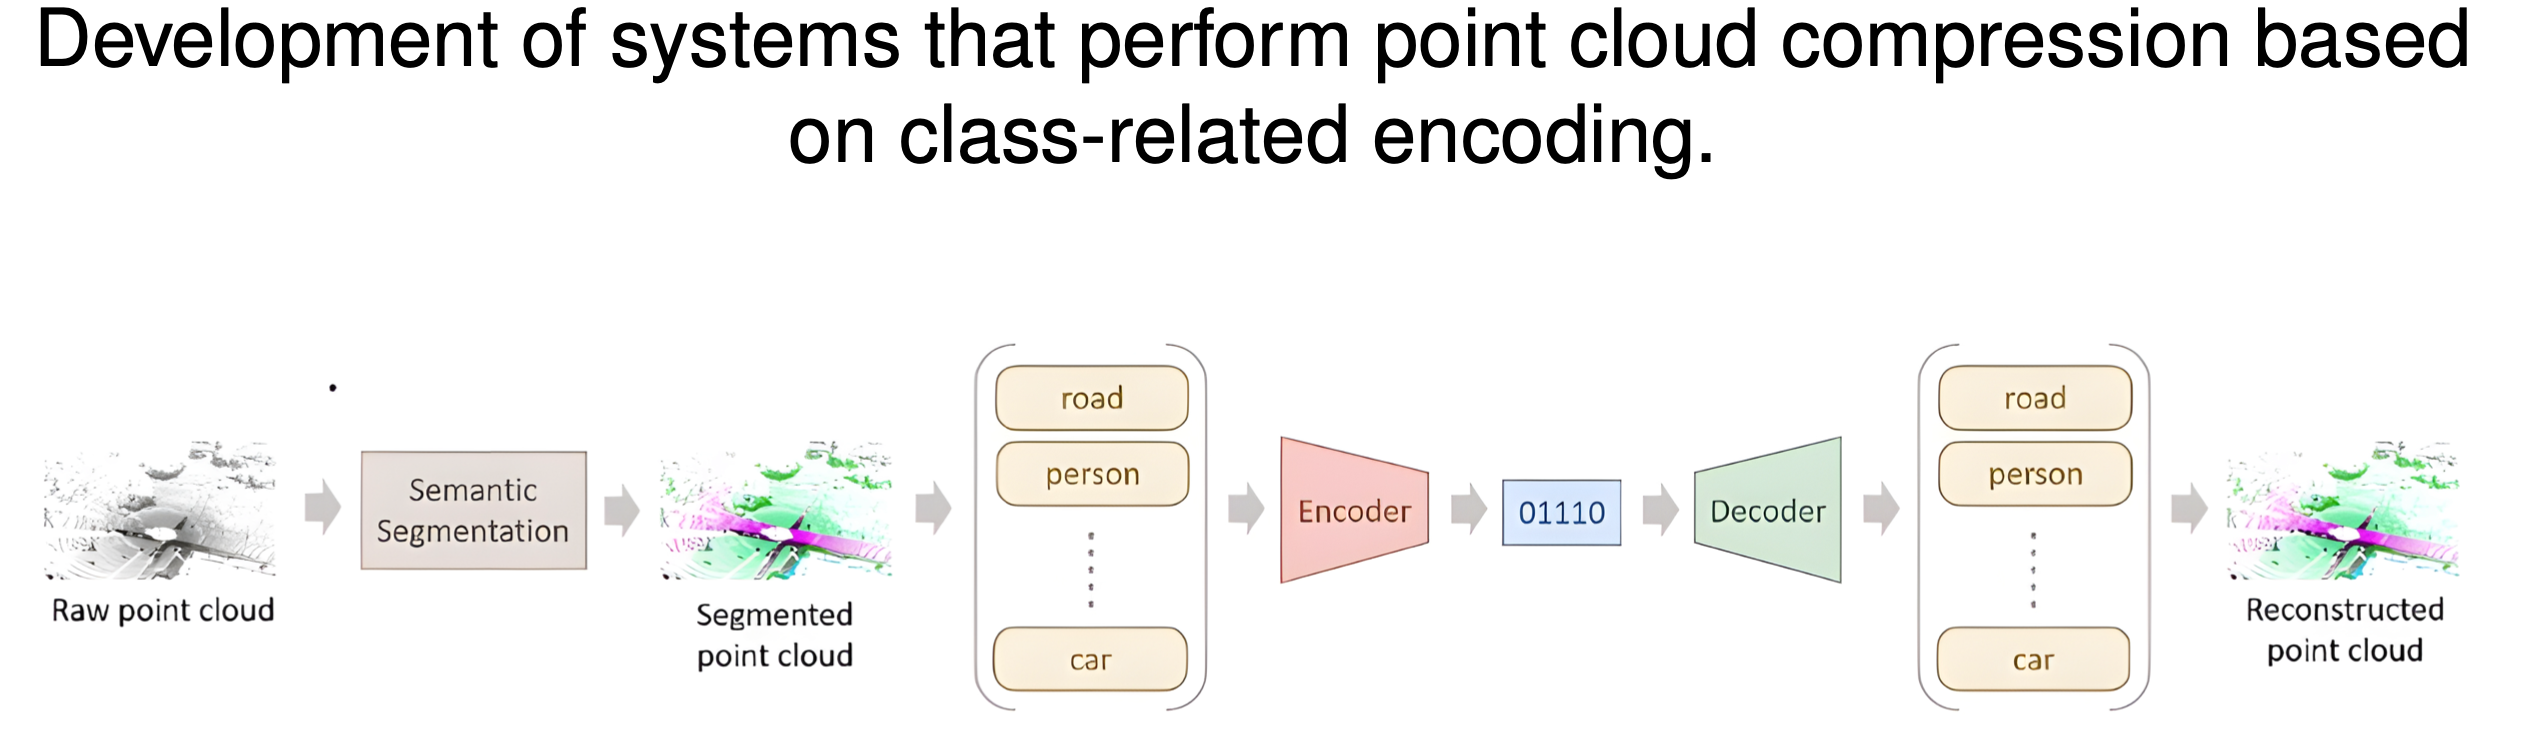 Development of systems that perform point cloud compression based
on class-related encoding.
Raw point cloud
Semantic
Segmentation
Segmented
point cloud
road
person
car
Encoder
01110
Decoder
road
person
car
Reconstructed
point cloud